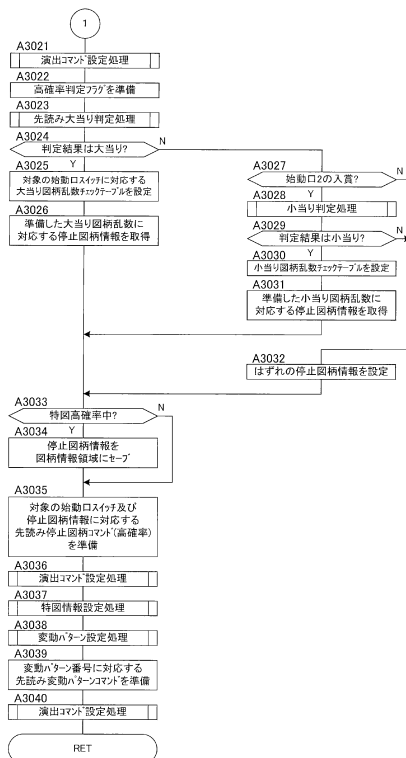 1
A3021
演出コマンド設定処理
A3022
高確率判定フラグを準備
A3023
先読み大当り判定処理
A3024
判定結果は大当り?
N
Y
A3025
対象の始動口スイッチに対応する
大当り図柄乱数チェックテーブルを設定
A3026
準備した大当り図柄乱数に
対応する停止図柄情報を取得
A3027
始動口2の入賞?
N
Y
A3028
小当り判定処理
A3029
判定結果は小当り?
N
Y
A3030
小当り図柄乱数チェックテーブルを設定
A3031
準備した小当り図柄乱数に
対応する停止図柄情報を取得
A3032
はずれの停止図柄情報を設定
A3033
特図高確率中?
N
Y
A3034
停止図柄情報を
図柄情報領域にセーブ
A3035
対象の始動口スイッチ及び
停止図柄情報に対応する
先読み停止図柄コマンド(高確率)
を準備
A3036
演出コマンド設定処理
A3037
特図情報設定処理
A3038
変動パターン設定処理
A3039
変動パターン番号に対応する
先読み変動パターンコマンドを準備
A3040
演出コマンド設定処理
RET